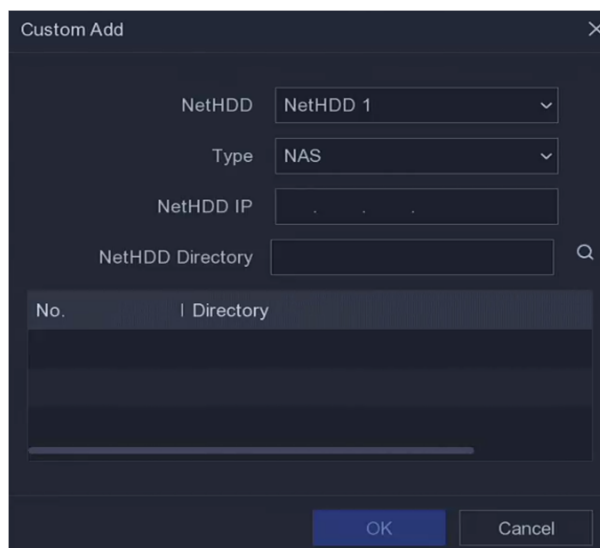 Custom Add
NetHDD NetHDD 1
Type NAS
NetHDD IP . . .
NetHDD Directory
No. Directory
OK Cancel